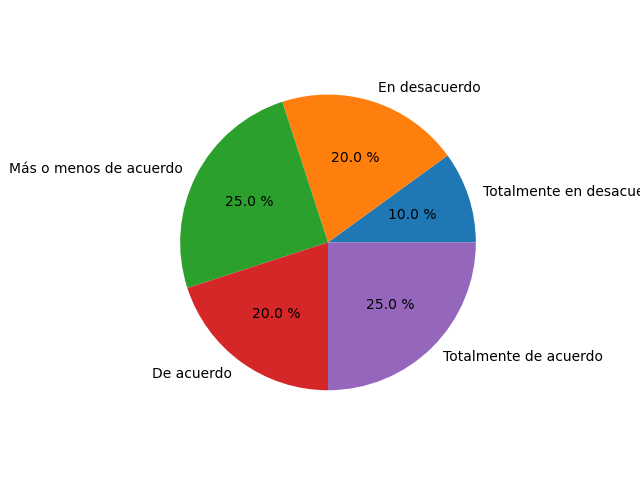 En desacuerdo
20.0 %
Más o menos de acuerdo
Totalmente en
25.0 %
10.0 %
20.0 %
25.0 %
De acuerdo
Totalmente de acuerdo